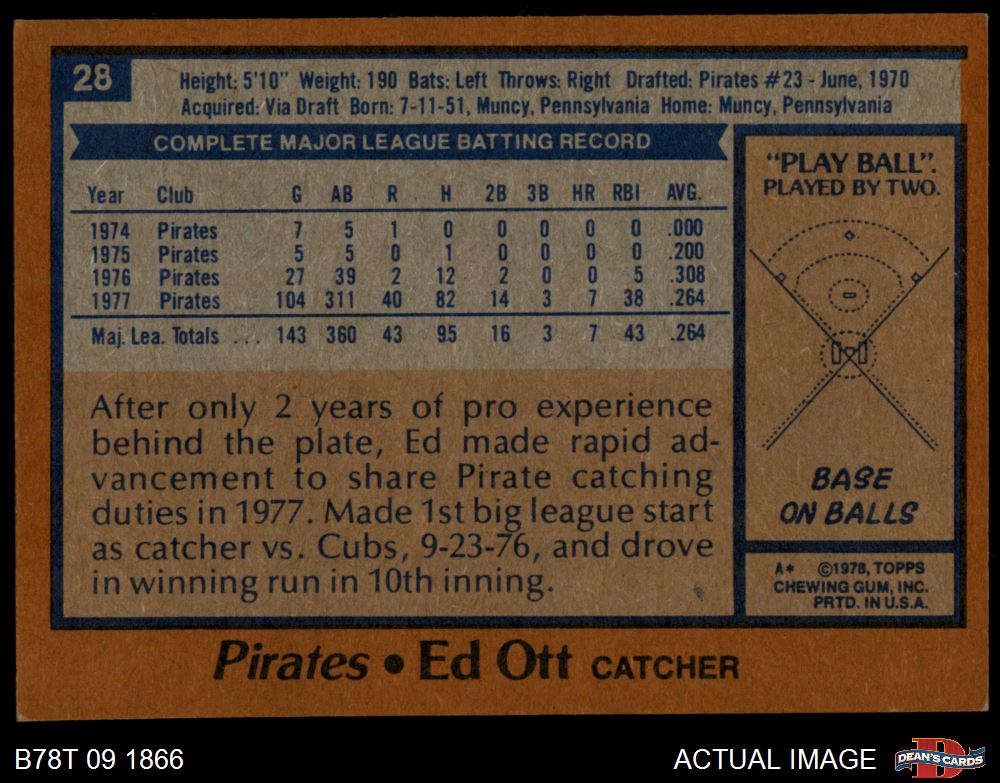 28
Height: 5'10" Weight: 190 Bats: Left Throws: Right Drafted: Pirates #23 - June, 1970
Acquired: Via Draft Born: 7-11-51, Muncy, Pennsylvania Home: Muncy, Pennsylvania
COMPLETE MAJOR LEAGUE BATTING RECORD
Year Club G AB R H 2B 3B HR RBI AVG.
1974 Pirates 7 5 1 0 0 0 0 0 .000
1975 Pirates 5 5 0 1 0 0 0 0 .200
1976 Pirates 27 39 2 12 2 0 0 5 .308
1977 Pirates 104 311 40 82 14 3 7 38 .264
Maj. Lea. Totals ... 143 360 43 95 16 3 7 43 .264
After only 2 years of pro experience
behind the plate, Ed made rapid ad-
vancement to share Pirate catching
duties in 1977. Made 1st big league start
as catcher vs. Cubs, 9-23-76, and drove
in winning run in 10th inning.
"PLAY BALL".
PLAYED BY TWO.
BASE
ON BALLS
A* ©1978, TOPPS
CHEWING GUM, INC.
PRTD. IN U.S.A.
Pirates • Ed Ott CATCHER
B78T 09 1866
ACTUAL IMAGE
D
DEAN'S CARDS